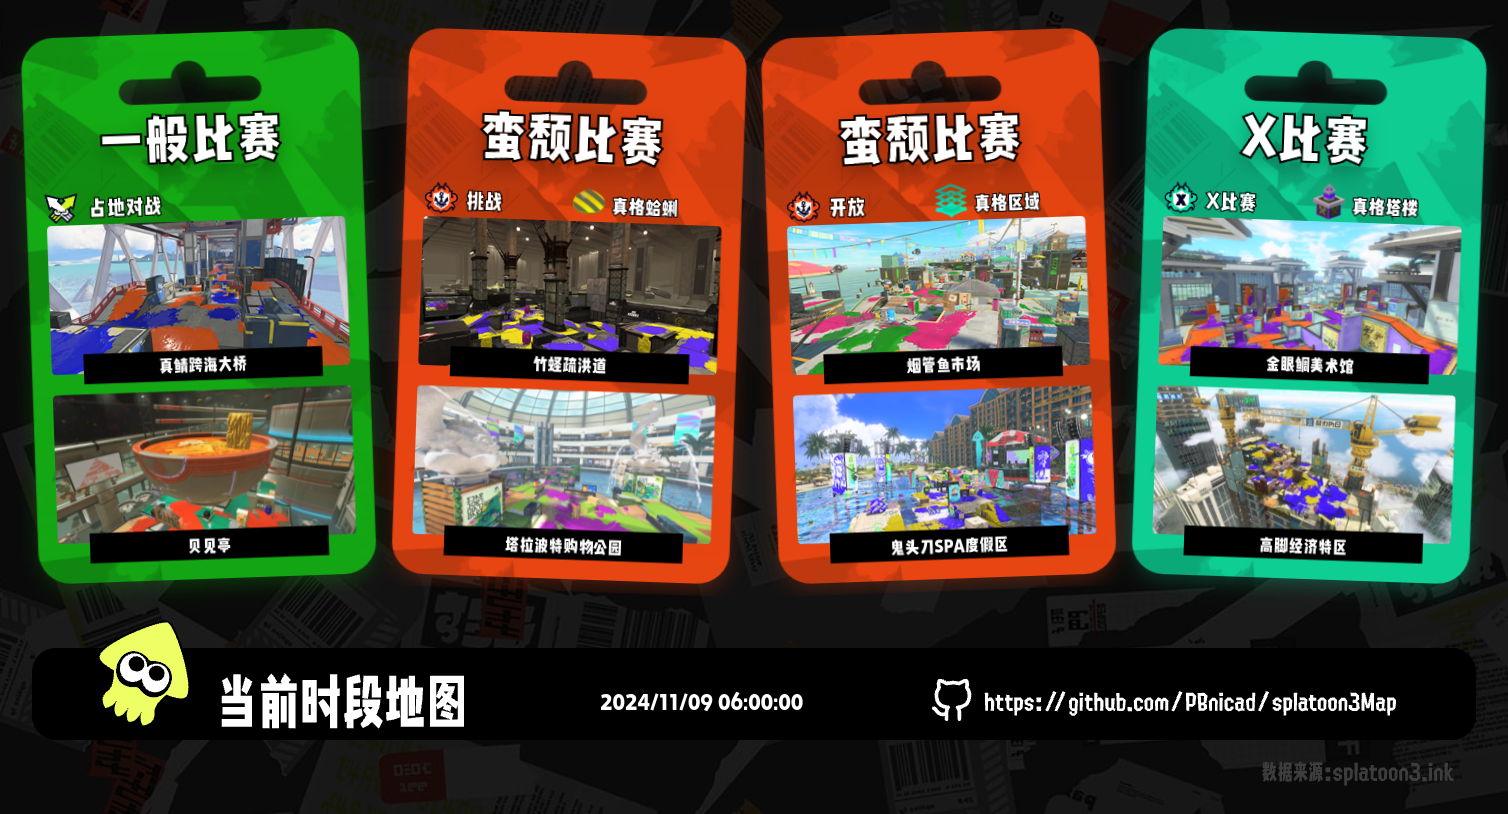 一般比赛
占地对战
真鲷跨海大桥
贝见亭
蛮颓比赛
挑战
真格蛤蜊
竹蛏疏洪道
塔拉波特购物公园
蛮颓比赛
开放
真格区域
烟管鱼市场
鬼头刀SPA度假区
X比赛
X比赛
真格塔楼
金眼鲷美术馆
高脚经济特区
当前时段地图
2024/11/09 06:00:00
https://github.com/PBnicad/splatoon3Map
数据来源:splatoon3.ink